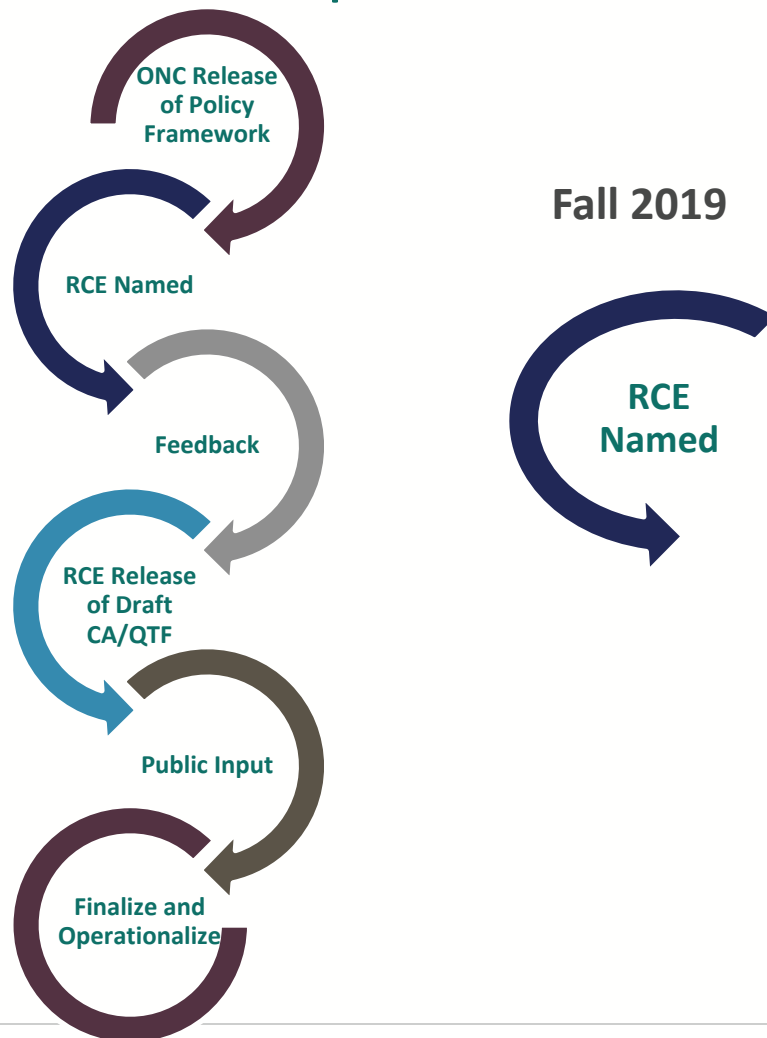 ONC Release
of Policy
Framework
RCE Named
Feedback
RCE Release
of Draft
CA/QTF
Public Input
Finalize and
Operationalize
Fall 2019
RCE
Named